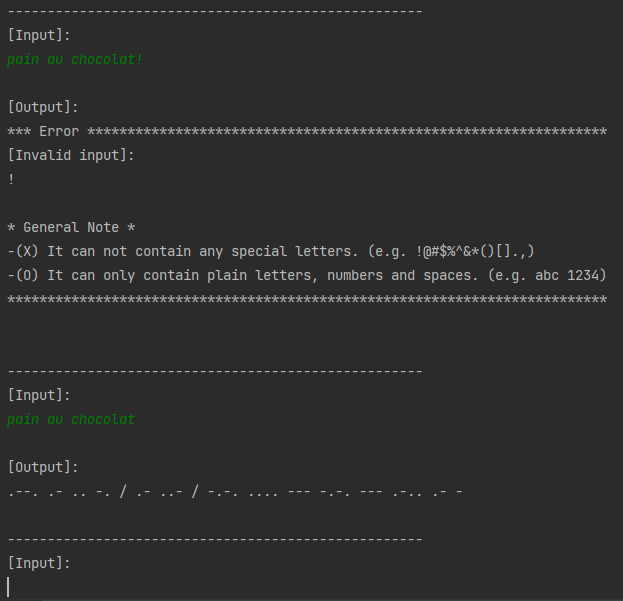 ----------------------------------------------------
[Input]:
pain au chocolat!
[Output]:
*** Error *****************************************************************
[Invalid input]:
!
* General Note *
-(X) It can not contain any special letters. (e.g. !@#$%^&*()[].,)
-(O) It can only contain plain letters, numbers and spaces. (e.g. abc 1234)
***************************************************************************
----------------------------------------------------
[Input]:
pain au chocolat
[Output]:
.--. .- .. -. / .- ..- / -.-. .... --- -.-. --- .-.. .- -
----------------------------------------------------
[Input]: